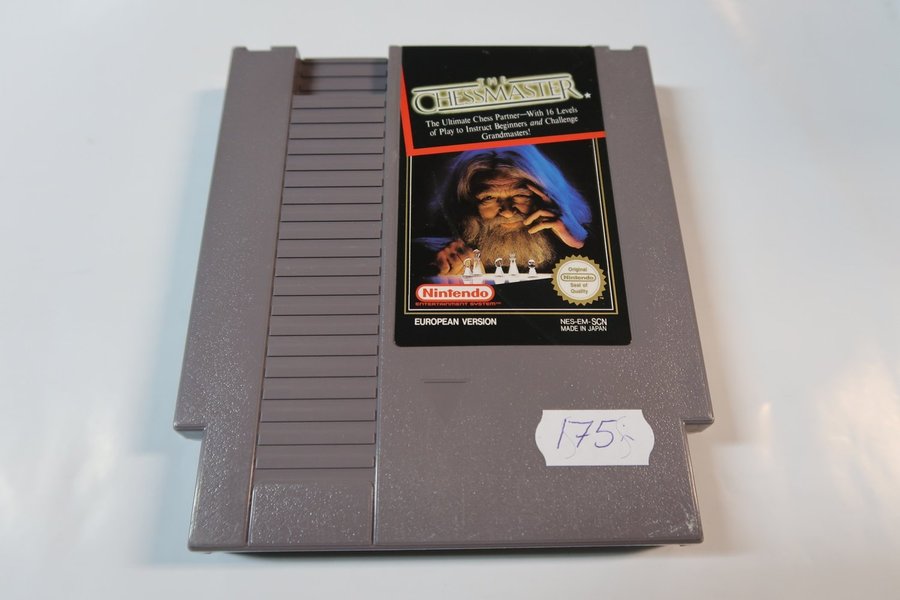 THE
CHESSMASTER
The Ultimate Chess Partner—With 16 Levels
of Play to Instruct Beginners and Challenge
Grandmasters!
Original
Nintendo
Seal of
Quality
Nintendo
ENTERTAINMENT SYSTEM™
EUROPEAN VERSION
NES-EM-SCN
MADE IN JAPAN
175,-